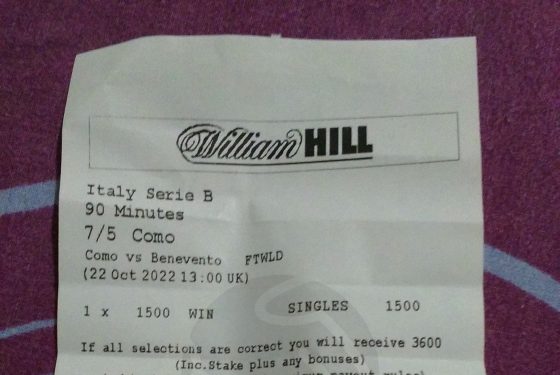 William HILL
Italy Serie B
90 Minutes
7/5 Como
Como vs Benevento FTWLD
(22 Oct 2022 13:00 UK)
1 x 1500 WIN SINGLES 1500
If all selections are correct you will receive 3600
(Inc.Stake plus any bonuses)
payout rules)